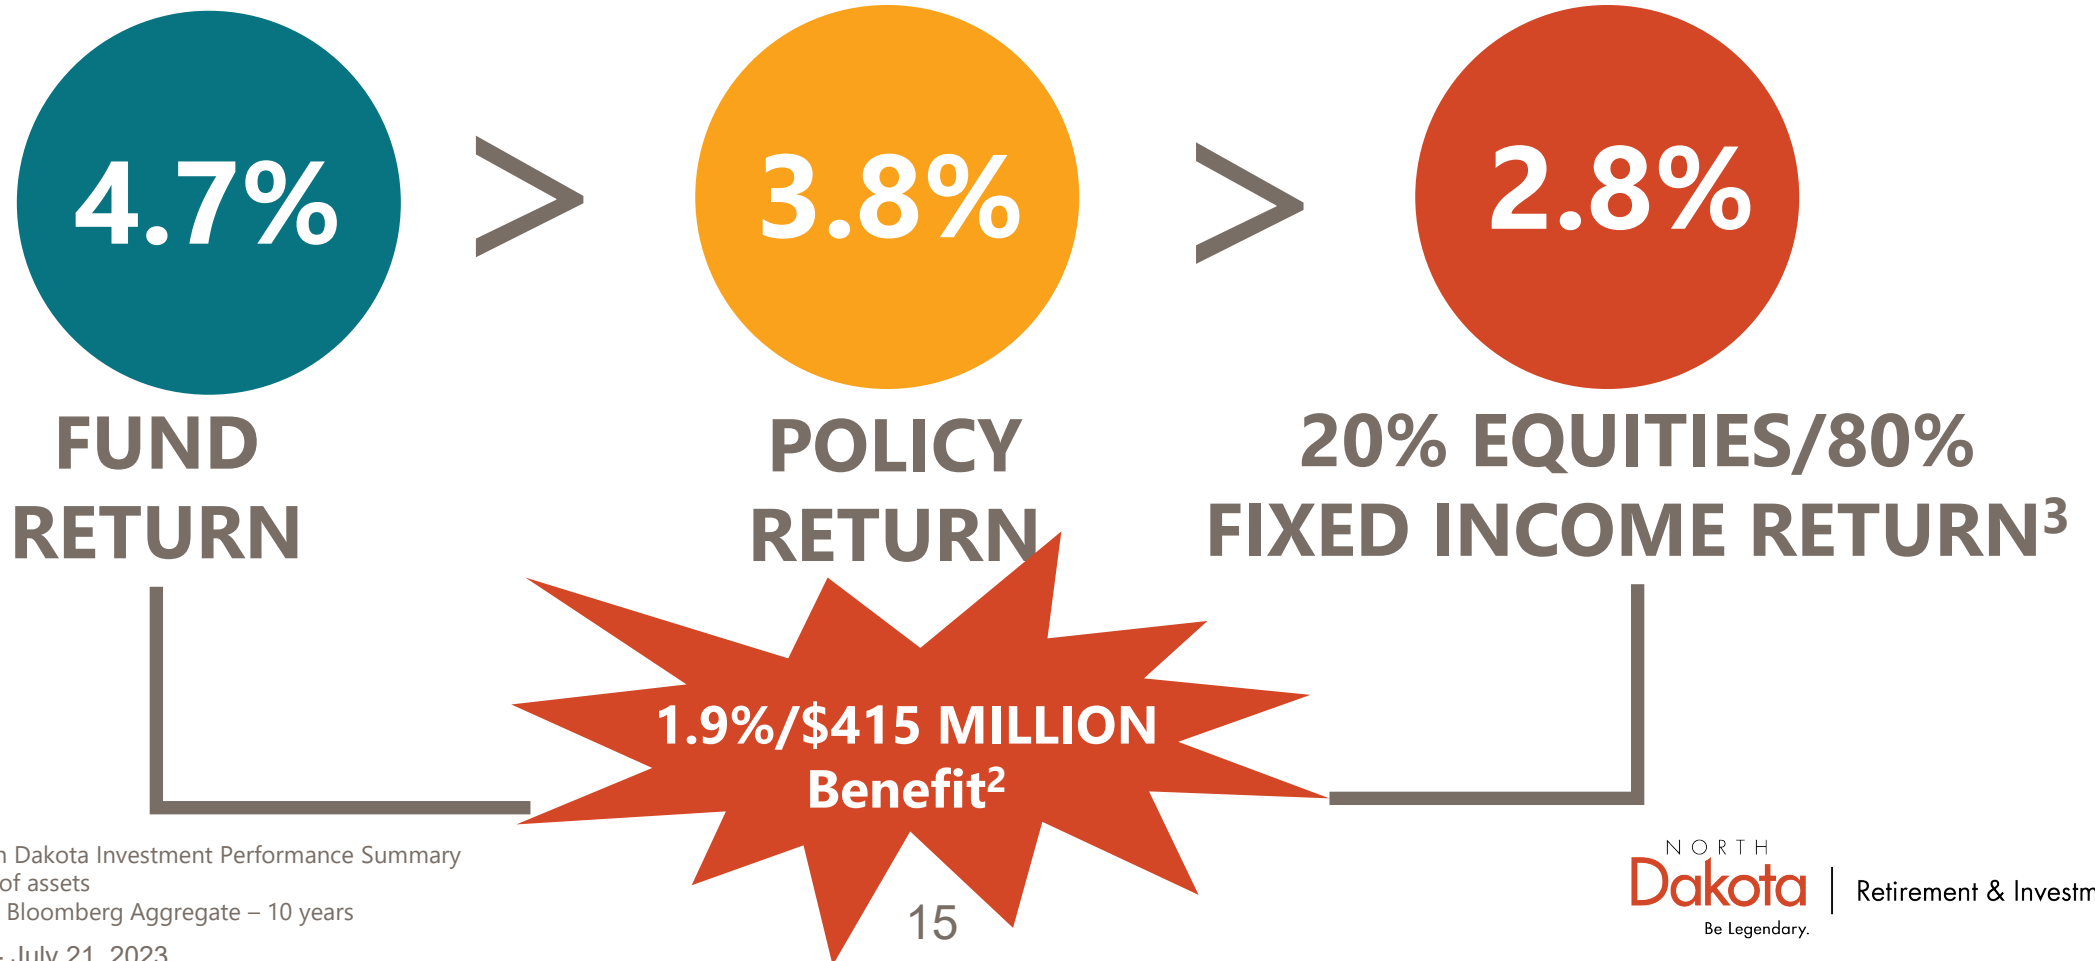 4.7%
>
3.8%
>
2.8%
FUND
RETURN
POLICY
RETURN
20% EQUITIES/80%
FIXED INCOME RETURN³
1.9%/$415 MILLION
Benefit²
Dakota Investment Performance Summary
of assets
Bloomberg Aggregate – 10 years
July 21, 2023
15
NORTH
Dakota
Be Legendary.
Retirement &